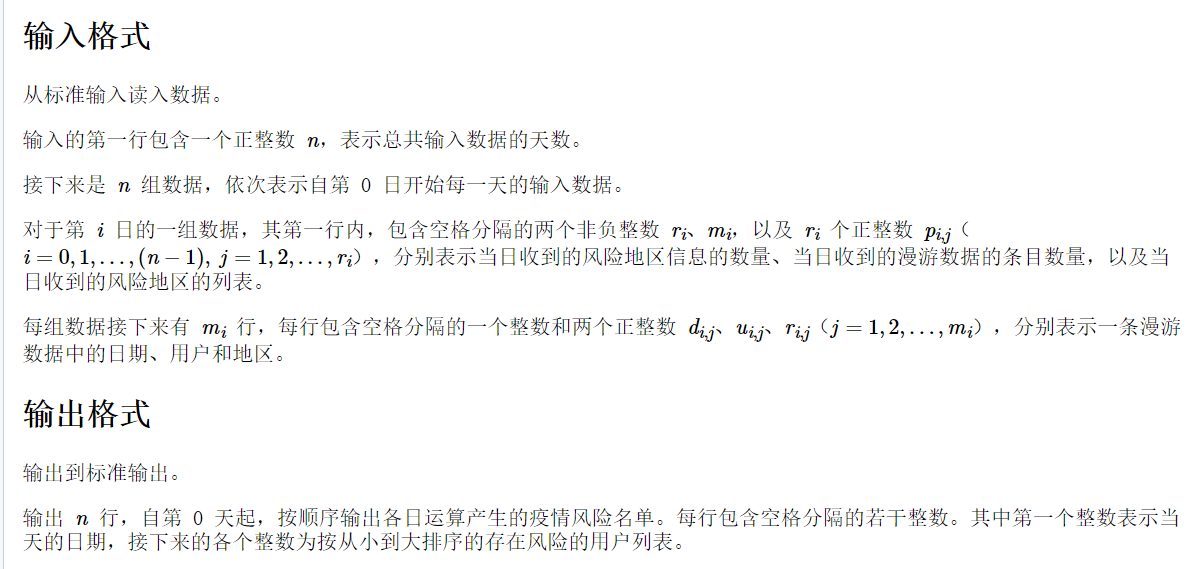 输入格式
从标准输入读入数据。
输入的第一行包含一个正整数 n，表示总共输入数据的天数。
接下来是 n 组数据，依次表示自第 0 日开始每一天的输入数据。
对于第 i 日的一组数据，其第一行内，包含空格分隔的两个非负整数 r_i、m_i，以及 r_i 个正整数 p_{i,j}（
i = 0, 1, …, (n − 1), j = 1, 2, …, r_i），分别表示当日收到的风险地区信息的数量、当日收到的漫游数据的条目数量，以及当
日收到的风险地区的列表。
每组数据接下来有 m_i 行，每行包含空格分隔的一个整数和两个正整数 d_{i,j}、u_{i,j}、r_{i,j}（j = 1, 2, …, m_i），分别表示一条漫游
数据中的日期、用户和地区。
输出格式
输出到标准输出。
输出 n 行，自第 0 天起，按顺序输出各日运算产生的疫情风险名单。每行包含空格分隔的若干整数。其中第一个整数表示当
天的日期，接下来的各个整数为按从小到大排序的存在风险的用户列表。